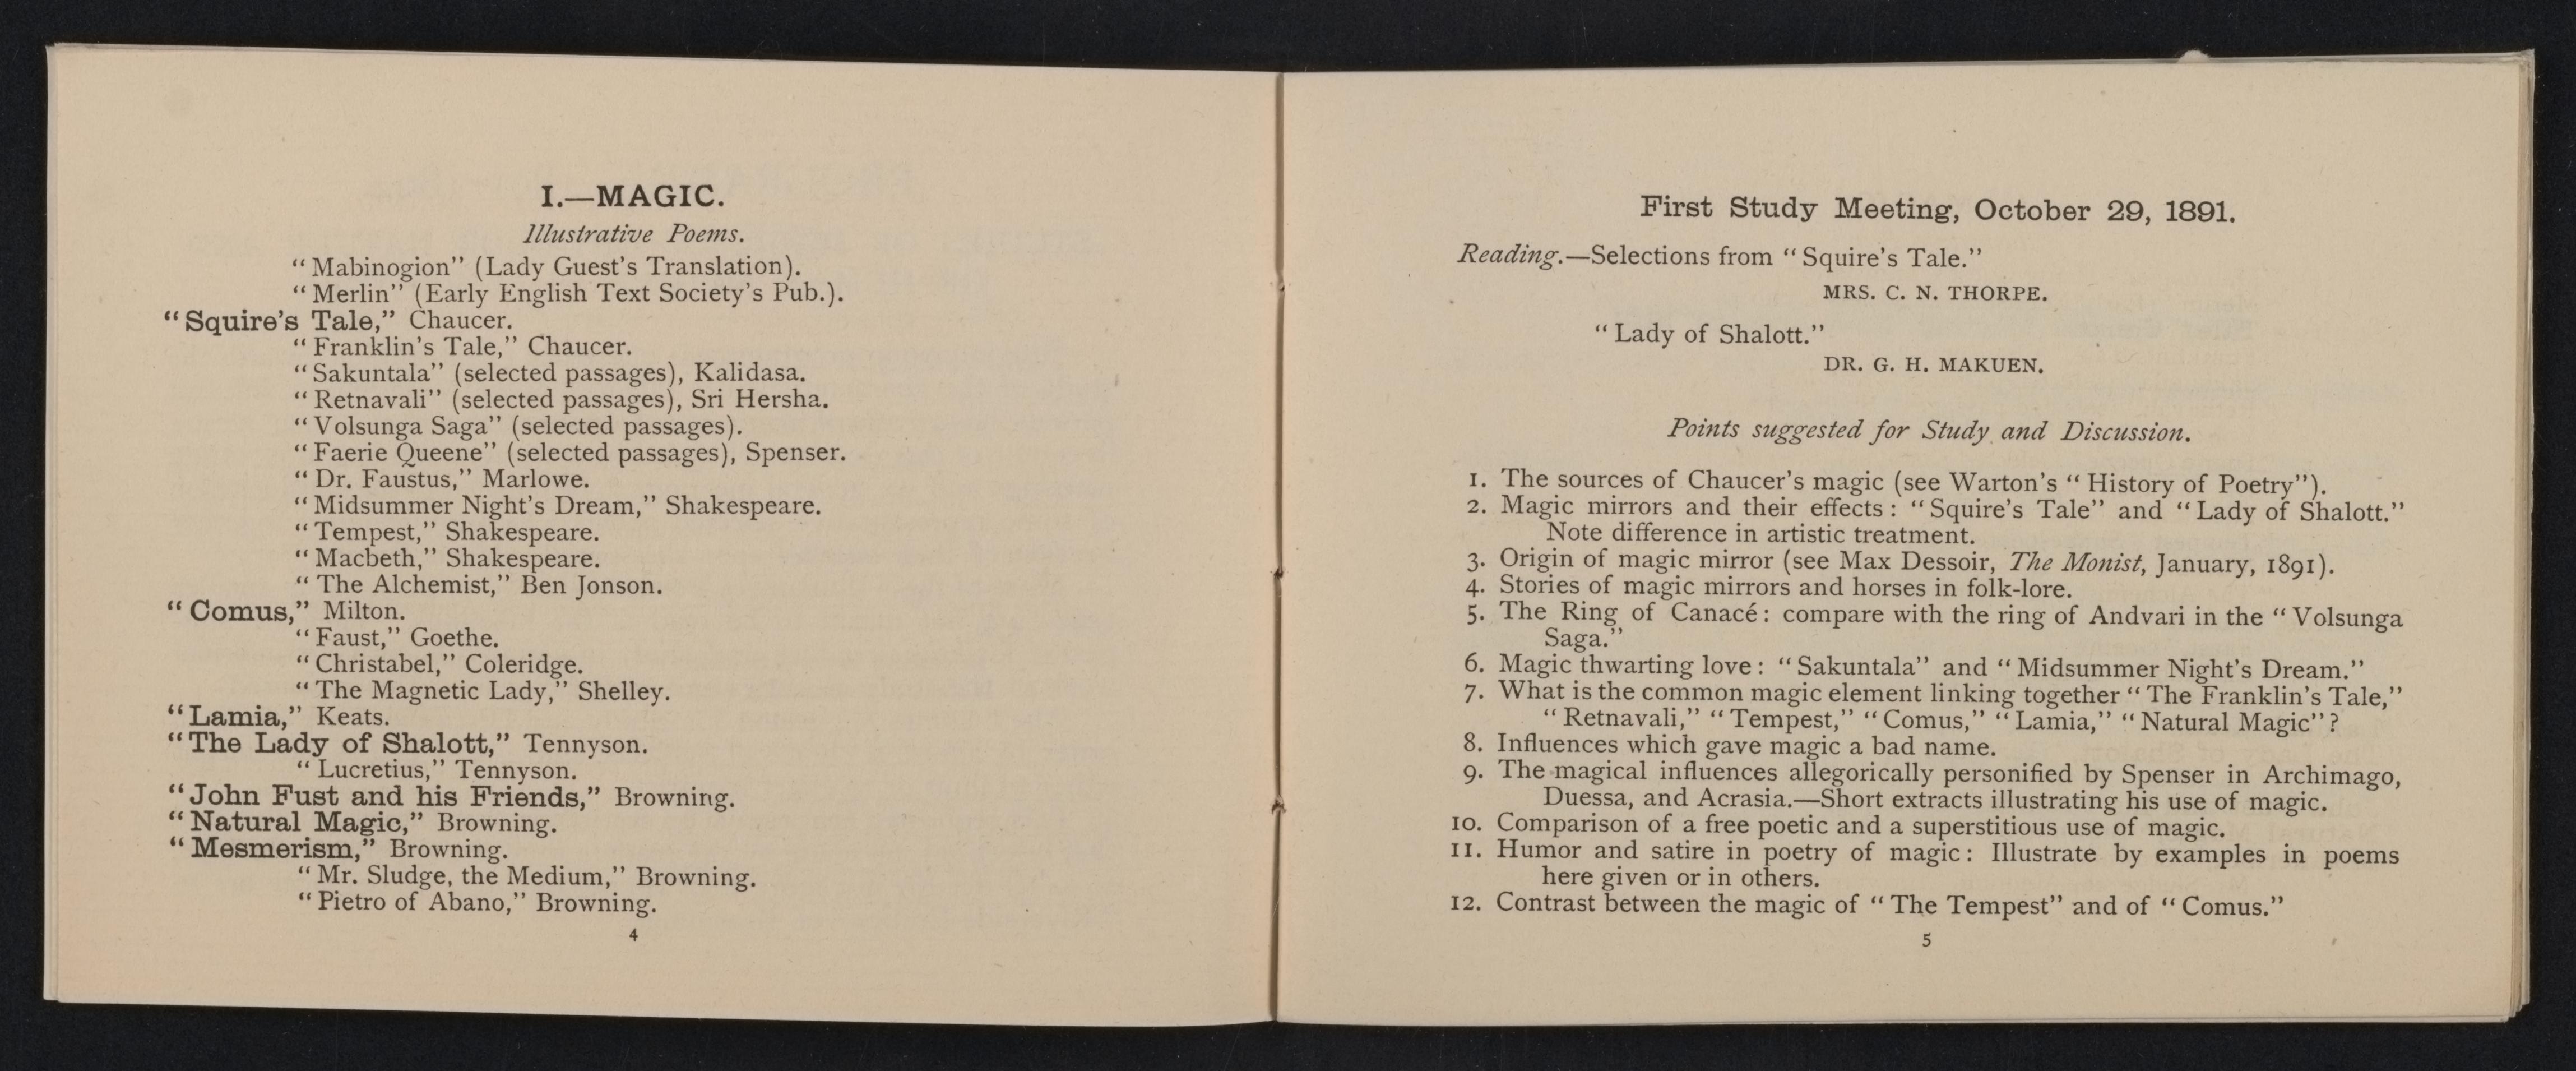 I.—MAGIC.
Illustrative Poems.
“Mabinogion” (Lady Guest’s Translation).
“Merlin” (Early English Text Society’s Pub.).
“Squire’s Tale,” Chaucer.
“Franklin’s Tale,” Chaucer.
“Sakuntala” (selected passages), Kalidasa.
“Retnavali” (selected passages), Sri Hersha.
“Volsunga Saga” (selected passages).
“Faerie Queene” (selected passages), Spenser.
“Dr. Faustus,” Marlowe.
“Midsummer Night’s Dream,” Shakespeare.
“Tempest,” Shakespeare.
“Macbeth,” Shakespeare.
“The Alchemist,” Ben Jonson.
“Comus,” Milton.
“Faust,” Goethe.
“Christabel,” Coleridge.
“The Magnetic Lady,” Shelley.
“Lamia,” Keats.
“The Lady of Shalott,” Tennyson.
“Lucretius,” Tennyson.
“John Fust and his Friends,” Browning.
“Natural Magic,” Browning.
“Mesmerism,” Browning.
“Mr. Sludge, the Medium,” Browning.
“Pietro of Abano,” Browning.
4
First Study Meeting, October 29, 1891.
Reading.—Selections from “Squire’s Tale.”
MRS. C. N. THORPE.
“Lady of Shalott.”
DR. G. H. MAKUEN.
Points suggested for Study and Discussion.
1. The sources of Chaucer’s magic (see Warton’s “History of Poetry”).
2. Magic mirrors and their effects: “Squire’s Tale” and “Lady of Shalott.”
Note difference in artistic treatment.
3. Origin of magic mirror (see Max Dessoir, The Monist, January, 1891).
4. Stories of magic mirrors and horses in folk-lore.
5. The Ring of Canacé: compare with the ring of Andvari in the “Volsunga
Saga.”
6. Magic thwarting love: “Sakuntala” and “Midsummer Night’s Dream.”
7. What is the common magic element linking together “The Franklin’s Tale,”
“Retnavali,” “Tempest,” “Comus,” “Lamia,” “Natural Magic”?
8. Influences which gave magic a bad name.
9. The magical influences allegorically personified by Spenser in Archimago,
Duessa, and Acrasia.—Short extracts illustrating his use of magic.
10. Comparison of a free poetic and a superstitious use of magic.
11. Humor and satire in poetry of magic: Illustrate by examples in poems
here given or in others.
12. Contrast between the magic of “The Tempest” and of “Comus.”
5